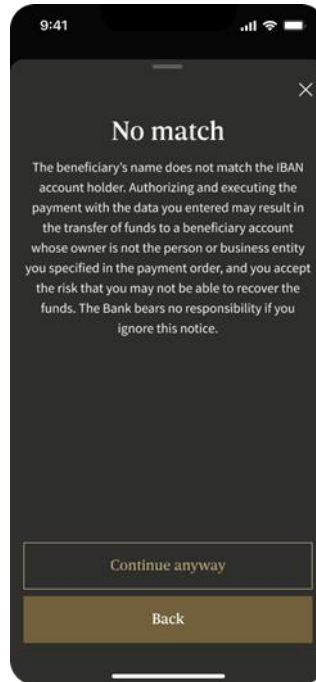 9:41
No match
The beneficiary's name does not match the IBAN
account holder. Authorizing and executing the
payment with the data you entered may result in
the transfer of funds to a beneficiary account
whose owner is not the person or business entity
you specified in the payment order, and you accept
the risk that you may not be able to recover the
funds. The Bank bears no responsibility if you
ignore this notice.
Continue anyway
Back